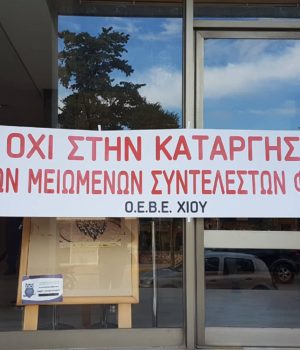 ΟΧΙ ΣΤΗΝ ΚΑΤΑΡΓΗΣ
ΩΝ ΜΕΙΩΜΕΝΩΝ ΣΥΝΤΕΛΕΣΤΩΝ Φ
Ο.Ε.Β.Ε. ΧΙΟΥ